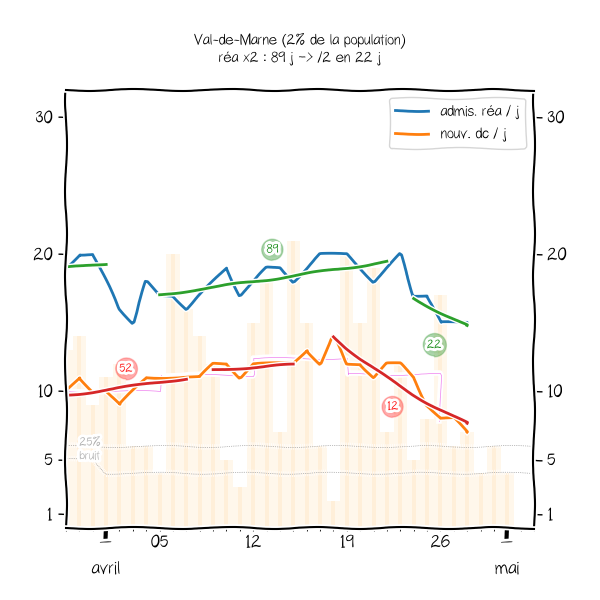 Val-de-Marne (2% de la population)
réa x2 : 89 j -> /2 en 22 j
admis. réa / j
nouv. dc / j
30
30
20
20
10
10
5
5
1
1
89
52
22
12
25%
bruit
05
12
19
26
avril
mai